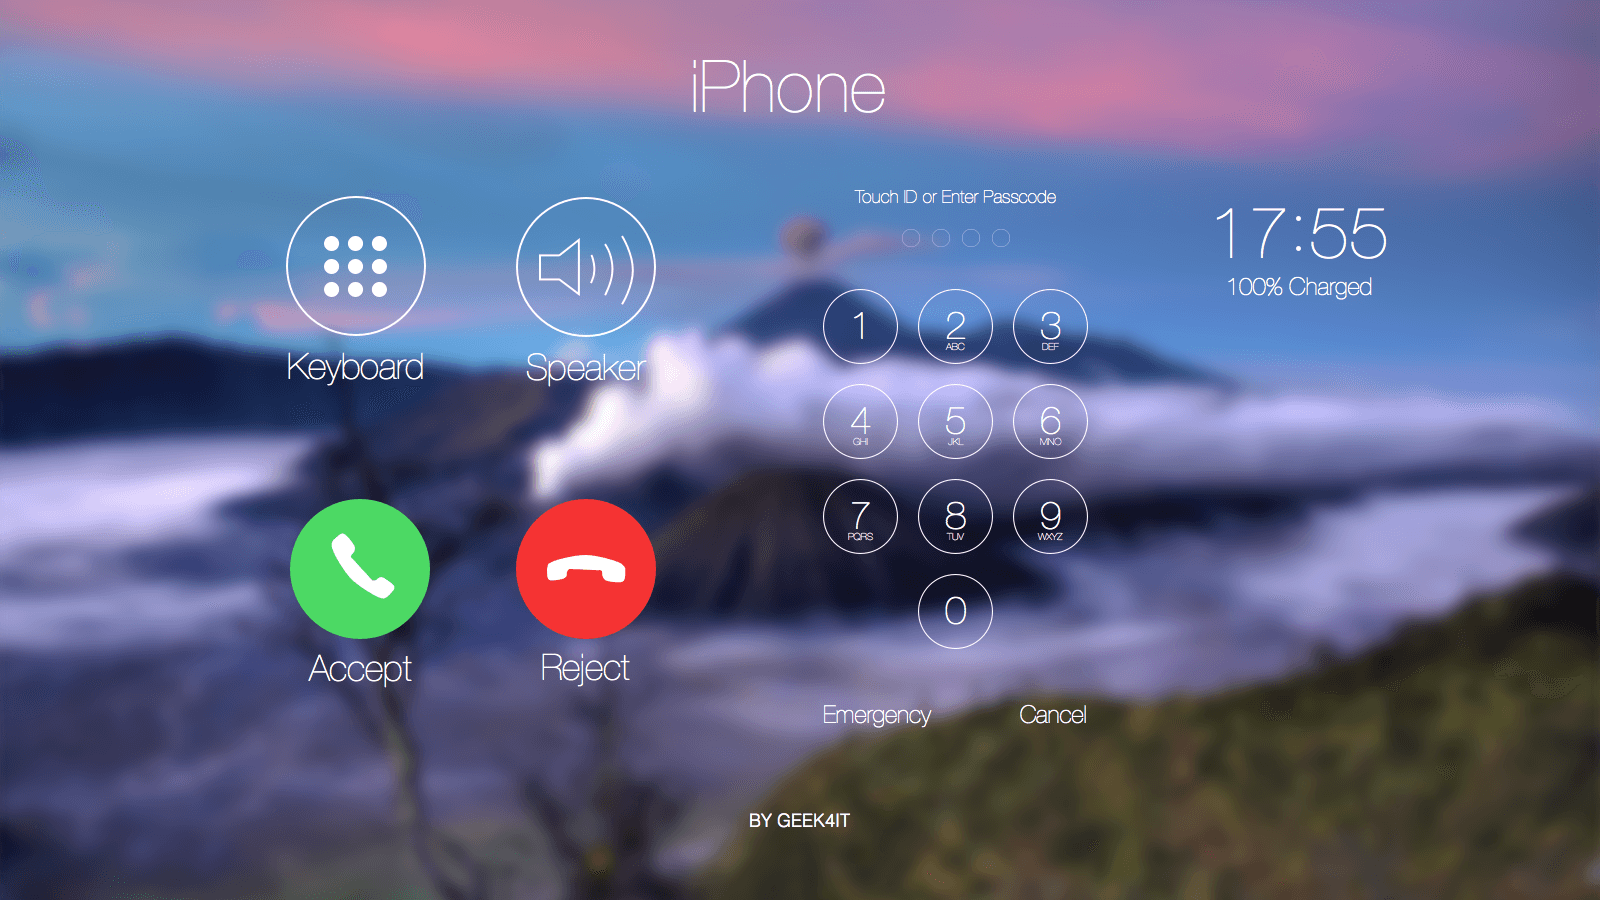 iPhone
Keyboard
Speaker
Accept
Reject
Touch ID or Enter Passcode
1
2
ABC
3
DEF
4
GHI
5
JKL
6
MNO
7
PQRS
8
TUV
9
WXYZ
0
Emergency
Cancel
17:55
100% Charged
BY GEEK4IT